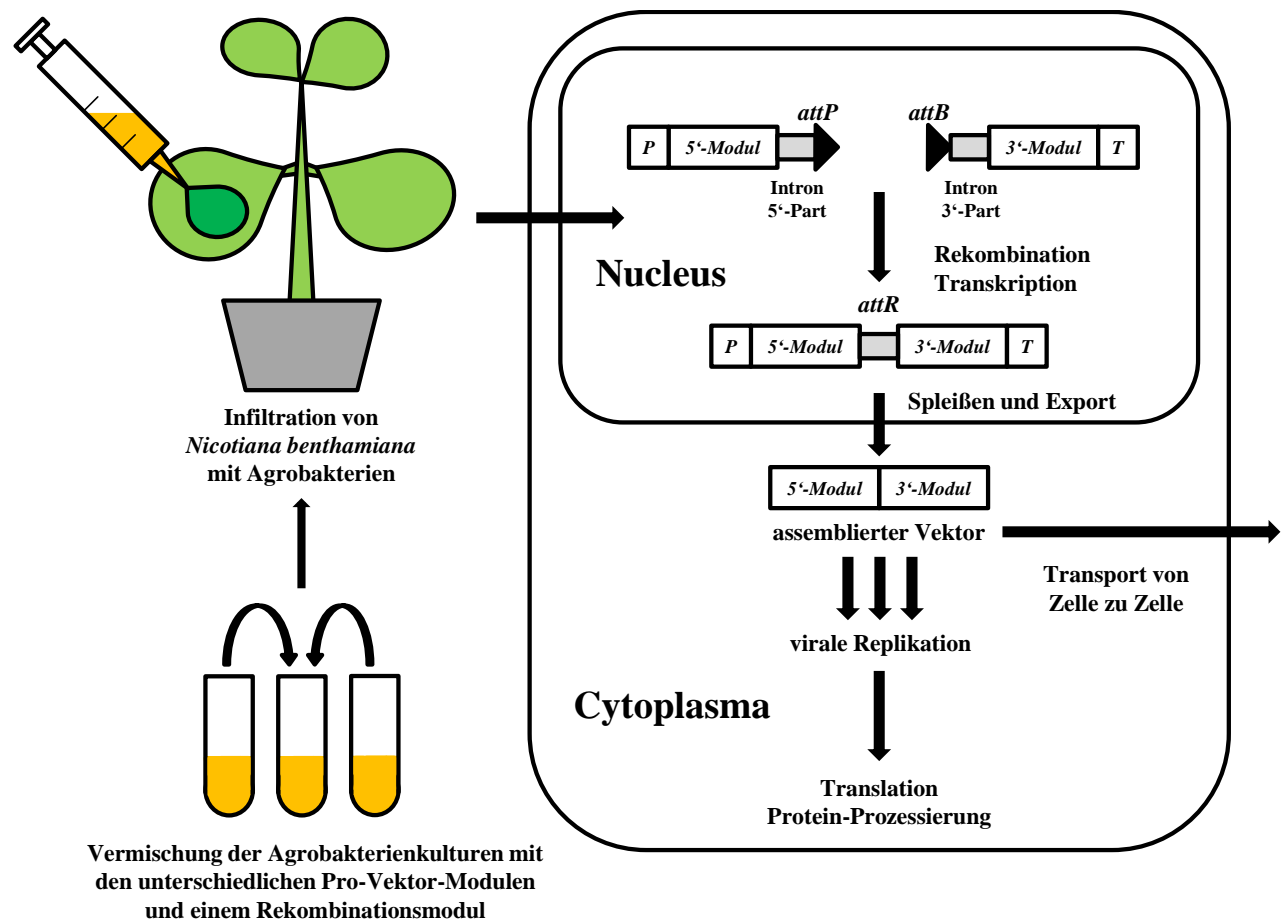 Infiltration von
Nicotiana benthamiana
mit Agrobakterien
Vermischung der Agrobakterienkulturen mit
den unterschiedlichen Pro-Vektor-Modulen
und einem Rekombinationsmodul
attP attB
P 5‘-Modul 3‘-Modul T
Intron
5‘-Part
Intron
3‘-Part
Nucleus
Rekombination
Transkription
attR
P 5‘-Modul 3‘-Modul T
Spleißen und Export
5‘-Modul 3‘-Modul
assemblierter Vektor
Transport von
Zelle zu Zelle
virale Replikation
Cytoplasma
Translation
Protein-Prozessierung